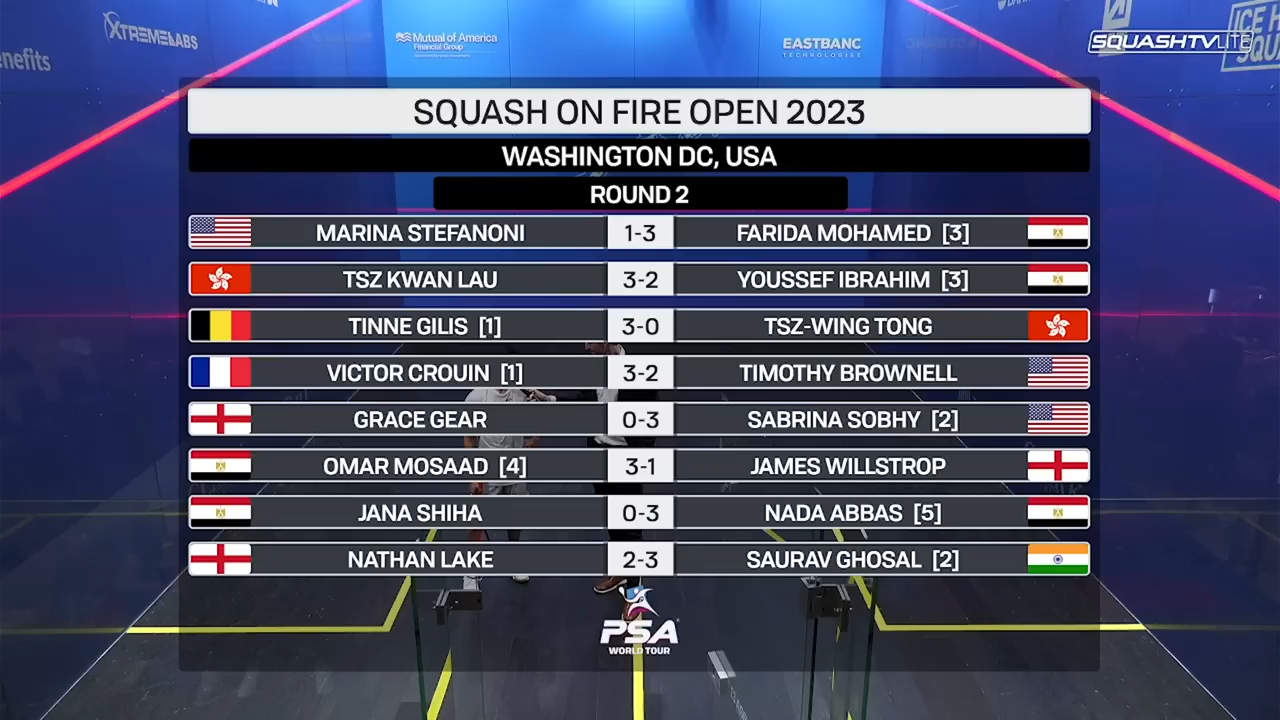 XTREMELABS
Mutual of America
Financial Group
EASTBANC
TECHNOLOGIES
SQUASHTVLITE
nefits
SQUASH ON FIRE OPEN 2023
WASHINGTON DC, USA
ROUND 2
MARINA STEFANONI 1-3 FARIDA MOHAMED [3]
TSZ KWAN LAU 3-2 YOUSSEF IBRAHIM [3]
TINNE GILIS [1] 3-0 TSZ-WING TONG
VICTOR CROUIN [1] 3-2 TIMOTHY BROWNELL
GRACE GEAR 0-3 SABRINA SOBHY [2]
OMAR MOSAAD [4] 3-1 JAMES WILLSTROP
JANA SHIHA 0-3 NADA ABBAS [5]
NATHAN LAKE 2-3 SAURAV GHOSAL [2]
PSA
WORLD TOUR